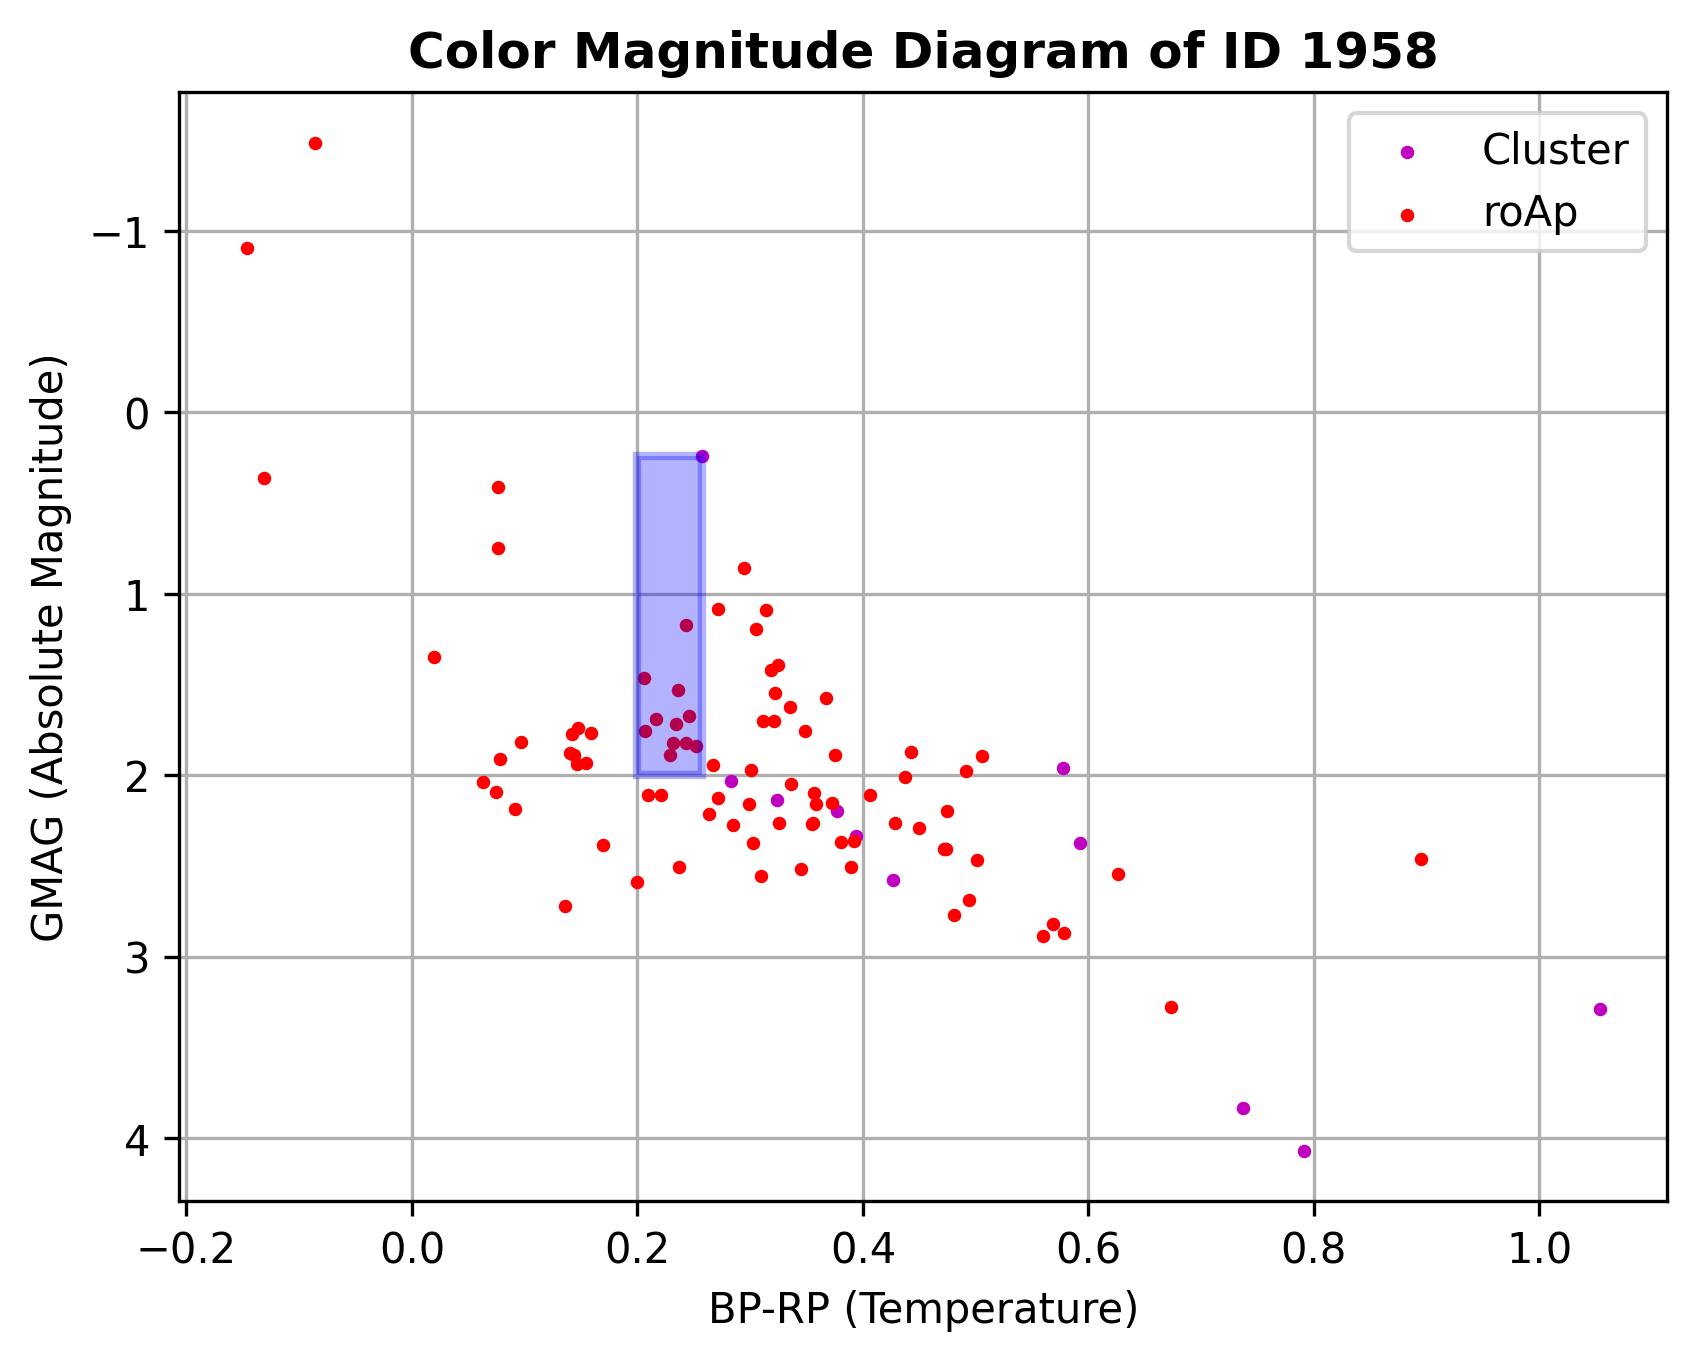 Color Magnitude Diagram of ID 1958
Cluster
roAp
GMAG (Absolute Magnitude)
−1
0
1
2
3
4
−0.2 0.0 0.2 0.4 0.6 0.8 1.0
BP-RP (Temperature)